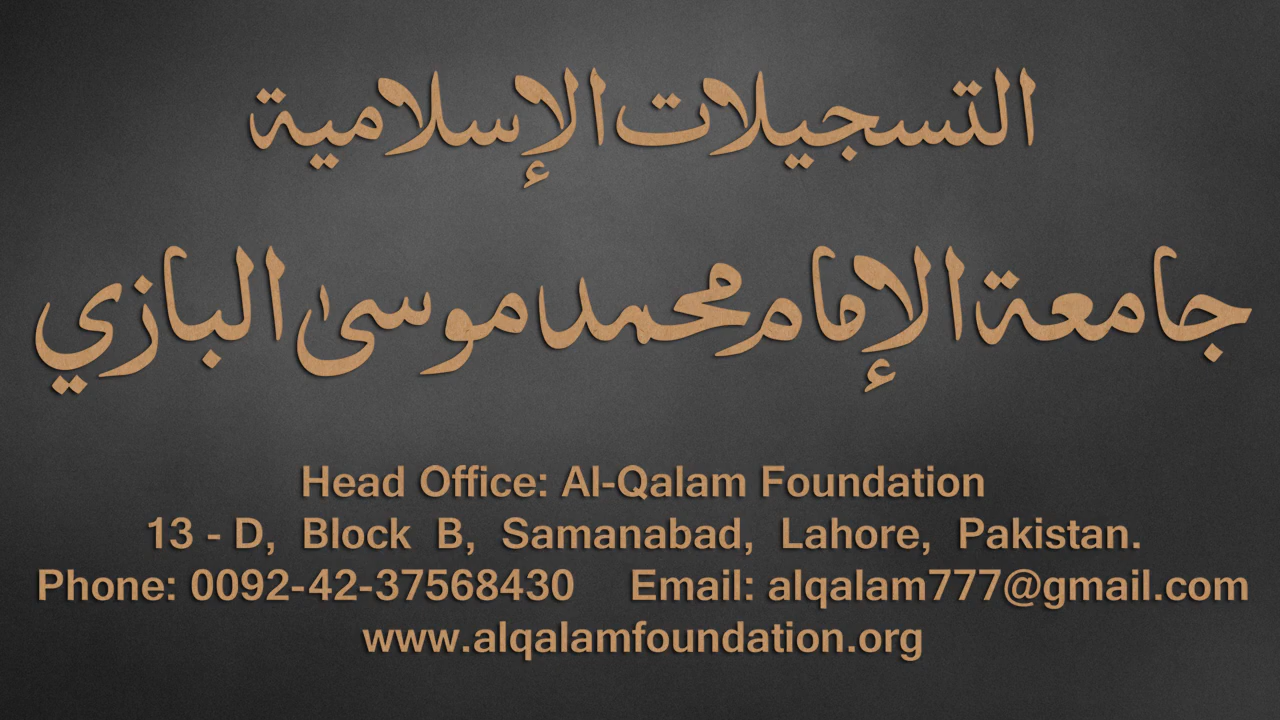 التسجيلات الإسلامية
جامعة الإمام محمد موسىٰ البازي
Head Office: Al-Qalam Foundation
13 - D, Block B, Samanabad, Lahore, Pakistan.
Phone: 0092-42-37568430 Email: alqalam777@gmail.com
www.alqalamfoundation.org